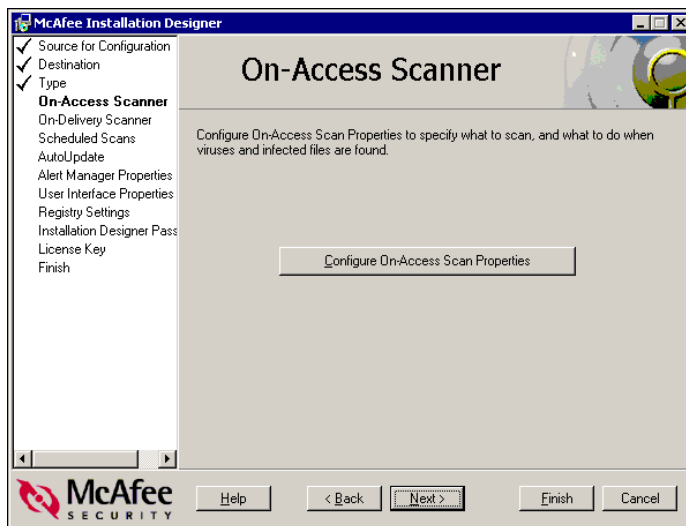 McAfee Installation Designer
Source for Configuration
Destination
Type
On-Access Scanner
On-Delivery Scanner
Scheduled Scans
AutoUpdate
Alert Manager Properties
User Interface Properties
Registry Settings
Installation Designer Pass
License Key
Finish
On-Access Scanner
Configure On-Access Scan Properties to specify what to scan, and what to do when
viruses and infected files are found.
Configure On-Access Scan Properties
McAfee
SECURITY
Help
< Back
Next >
Finish
Cancel